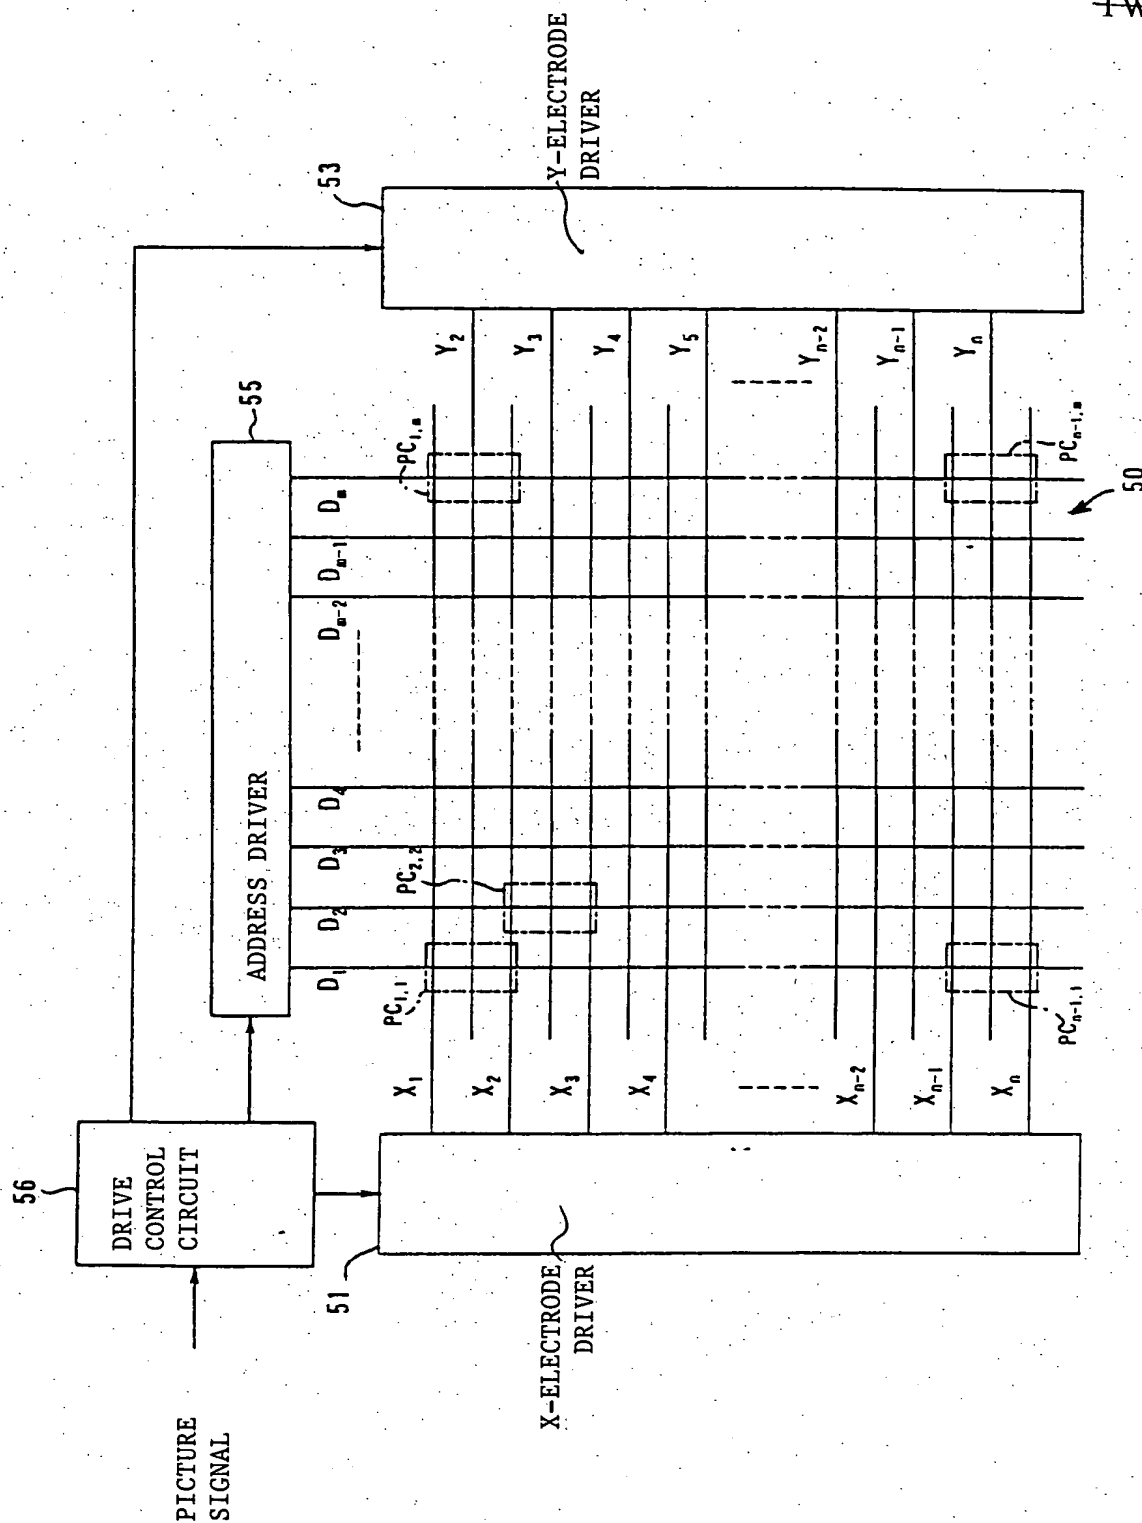 PICTURE
SIGNAL
56
DRIVE
CONTROL
CIRCUIT
ADDRESS DRIVER
55
51
X-ELECTRODE
DRIVER
53
Y-ELECTRODE
DRIVER
D₁
D₂
D₃
D₄
Dₘ₋₂
Dₘ₋₁
Dₘ
PC₁,₁
PC₂,₂
PC₁,ₘ
X₁
X₂
X₃
X₄
Xₙ₋₂
Xₙ₋₁
Xₙ
Y₂
Y₃
Y₄
Y₅
Yₙ₋₂
Yₙ₋₁
Yₙ
PCₙ₋₁,₁
PCₙ₋₁,ₘ
50